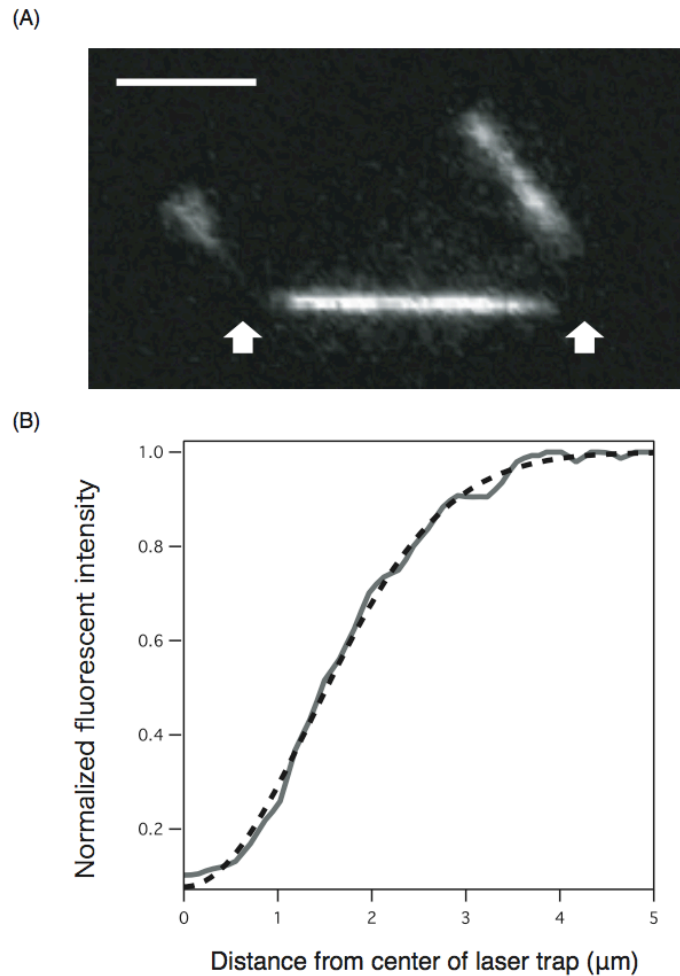 (A)
(B)
Normalized fluorescent intensity
1.0
0.8
0.6
0.4
0.2
0 1 2 3 4 5
Distance from center of laser trap (μm)